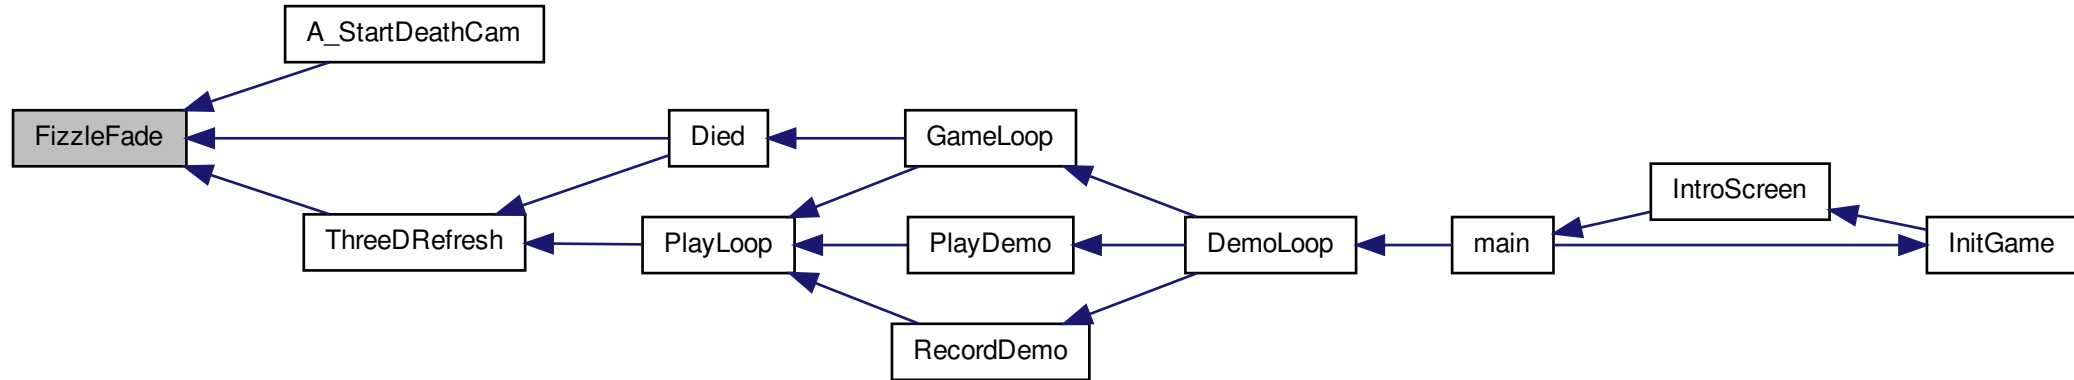 A_StartDeathCam
FizzleFade
Died
GameLoop
IntroScreen
ThreeDRefresh
PlayLoop
PlayDemo
DemoLoop
main
InitGame
RecordDemo